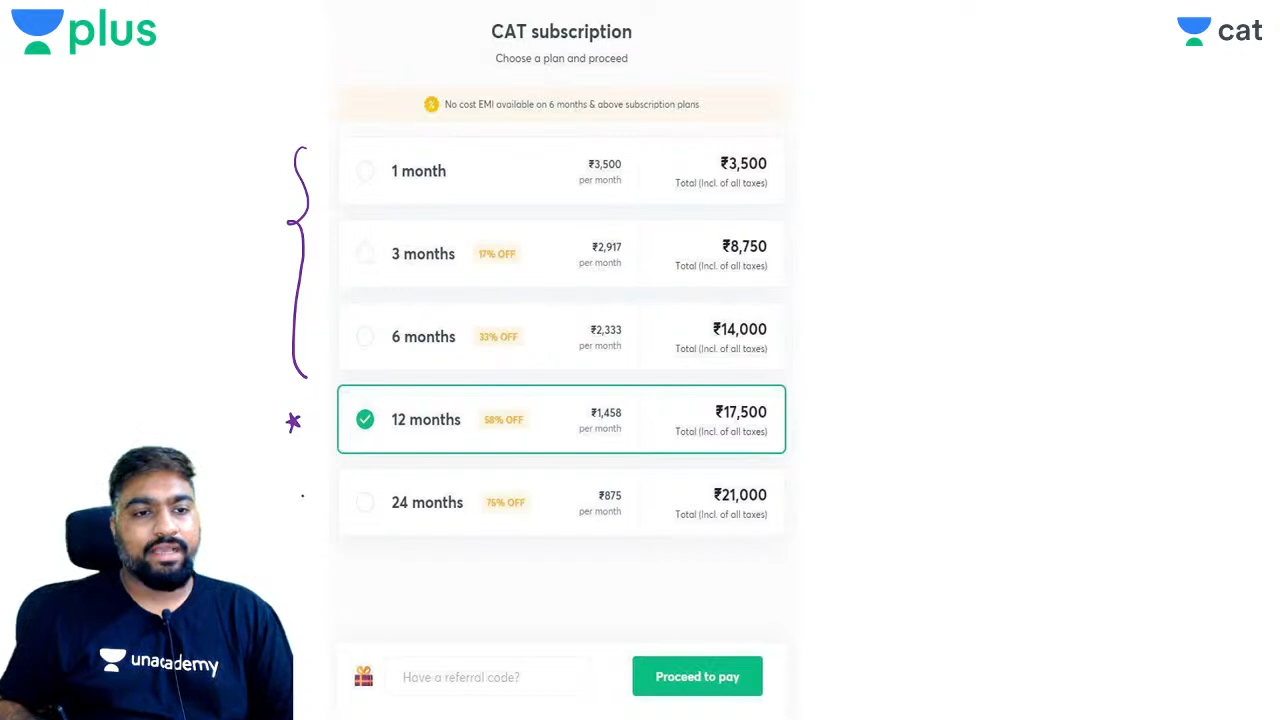 plus
cat
CAT subscription
Choose a plan and proceed
No cost EMI available on 6 months & above subscription plans
1 month
₹3,500
per month
₹3,500
Total (Incl. of all taxes)
3 months
17% OFF
₹2,917
per month
₹8,750
Total (Incl. of all taxes)
6 months
33% OFF
₹2,333
per month
₹14,000
Total (Incl. of all taxes)
12 months
58% OFF
₹1,458
per month
₹17,500
Total (Incl. of all taxes)
24 months
75% OFF
₹875
per month
₹21,000
Total (Incl. of all taxes)
Have a referral code?
Proceed to pay
unacademy